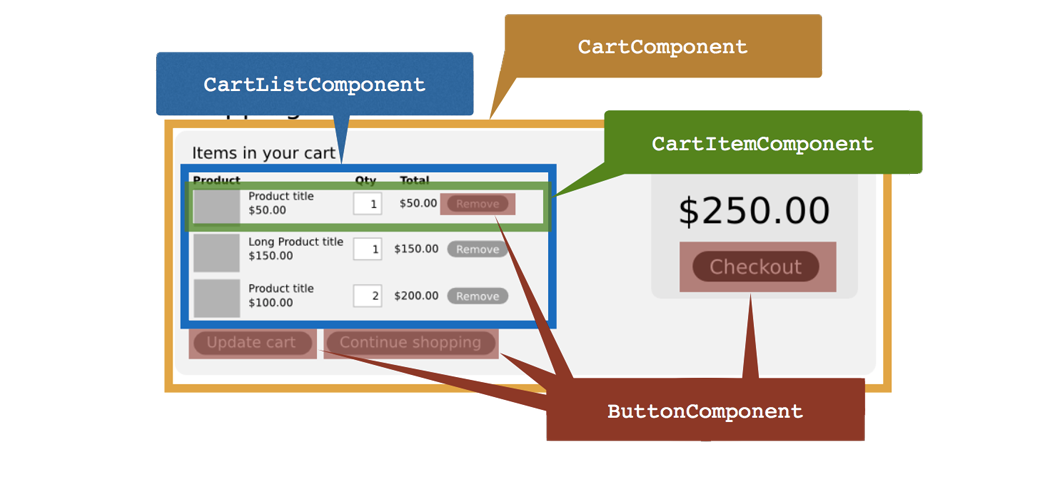 CartComponent
CartListComponent
CartItemComponent
Items in your cart
Product Qty Total
Product title
$50.00
1
$50.00
Remove
Long Product title
$150.00
1
$150.00
Remove
Product title
$100.00
2
$200.00
Remove
Update cart
Continue shopping
$250.00
Checkout
ButtonComponent